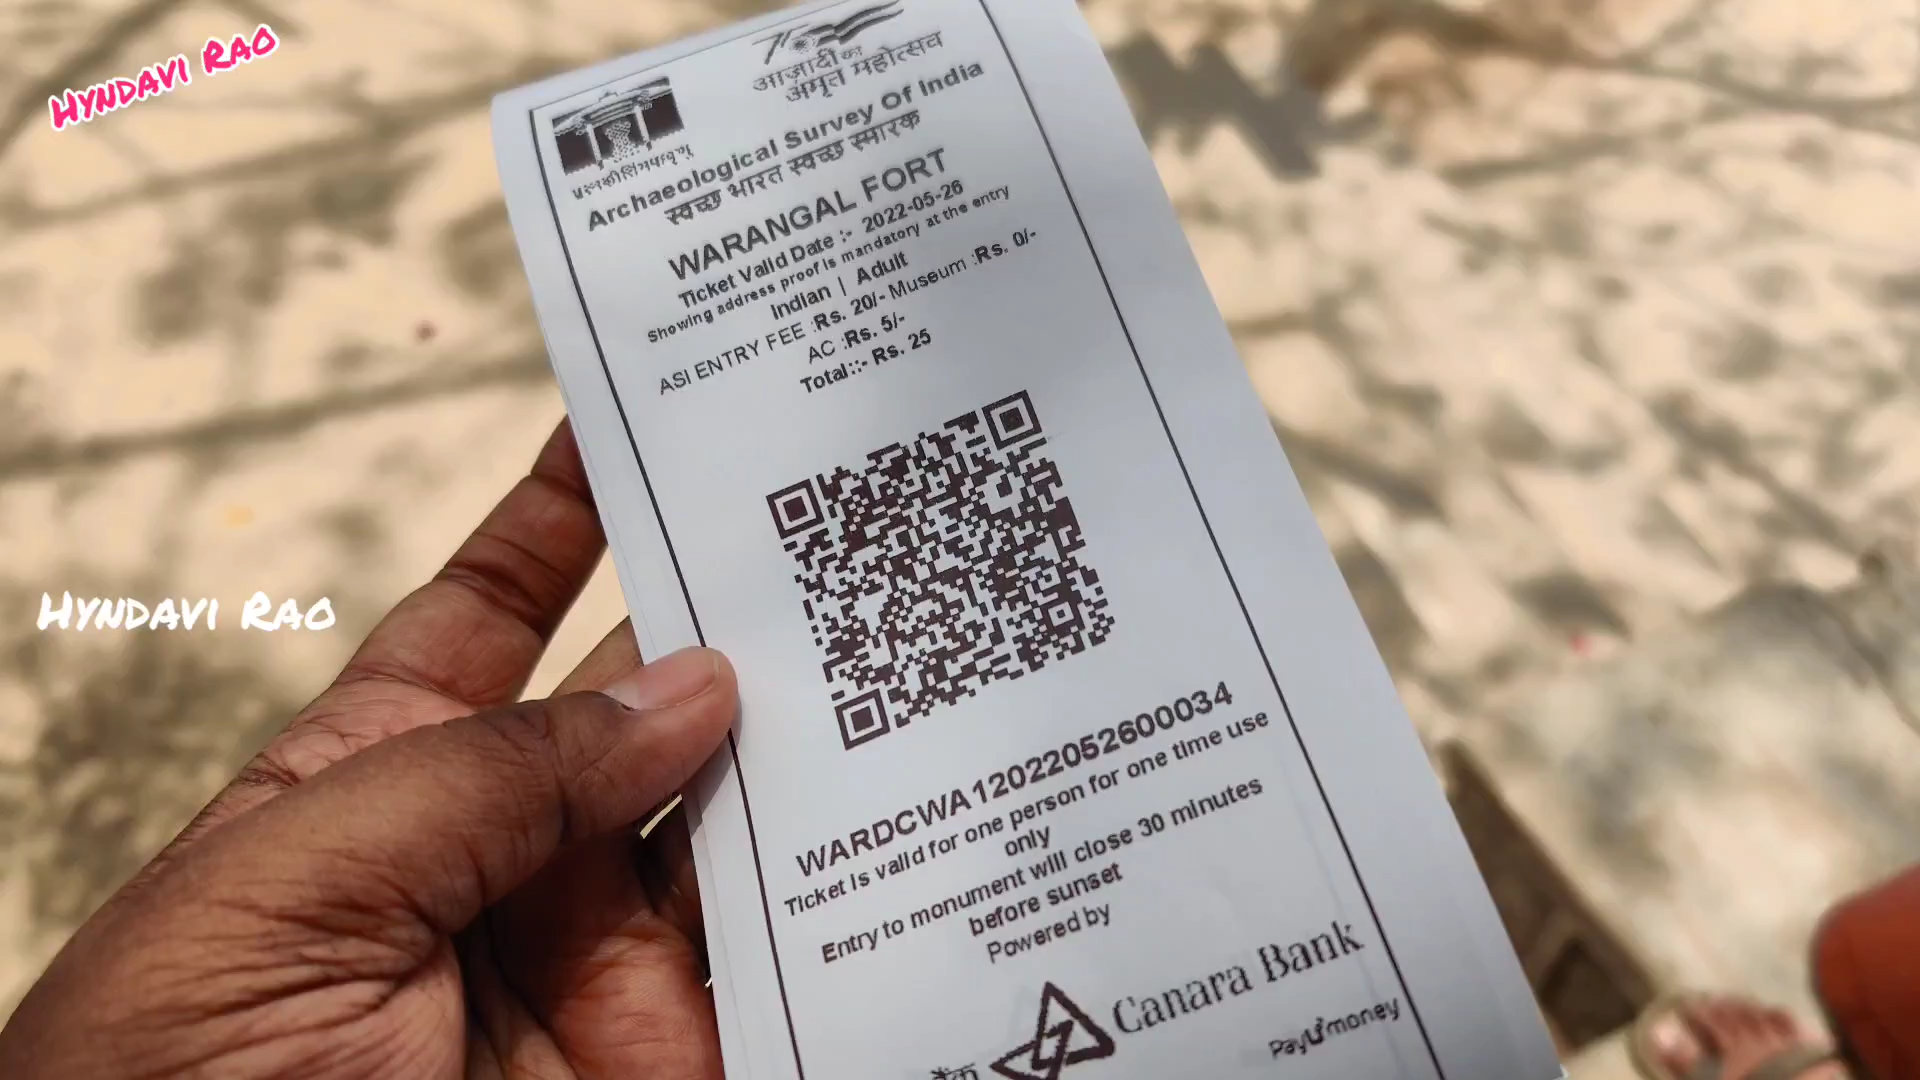 Hyndavi Rao
75
आज़ादी का
अमृत महोत्सव
Archaeological Survey Of India
स्वच्छ भारत स्वच्छ स्मारक
WARANGAL FORT
Ticket Valid Date :- 2022-05-26
Showing address proof is mandatory at the entry
Indian | Adult
ASI ENTRY FEE :Rs. 20/- Museum :Rs. 0/-
AC :Rs. 5/-
Total::- Rs. 25
Hyndavi Rao
WARDCWA12022052600034
Ticket is valid for one person for one time use
only
Entry to monument will close 30 minutes
before sunset
Powered by
Canara Bank
PayUmoney